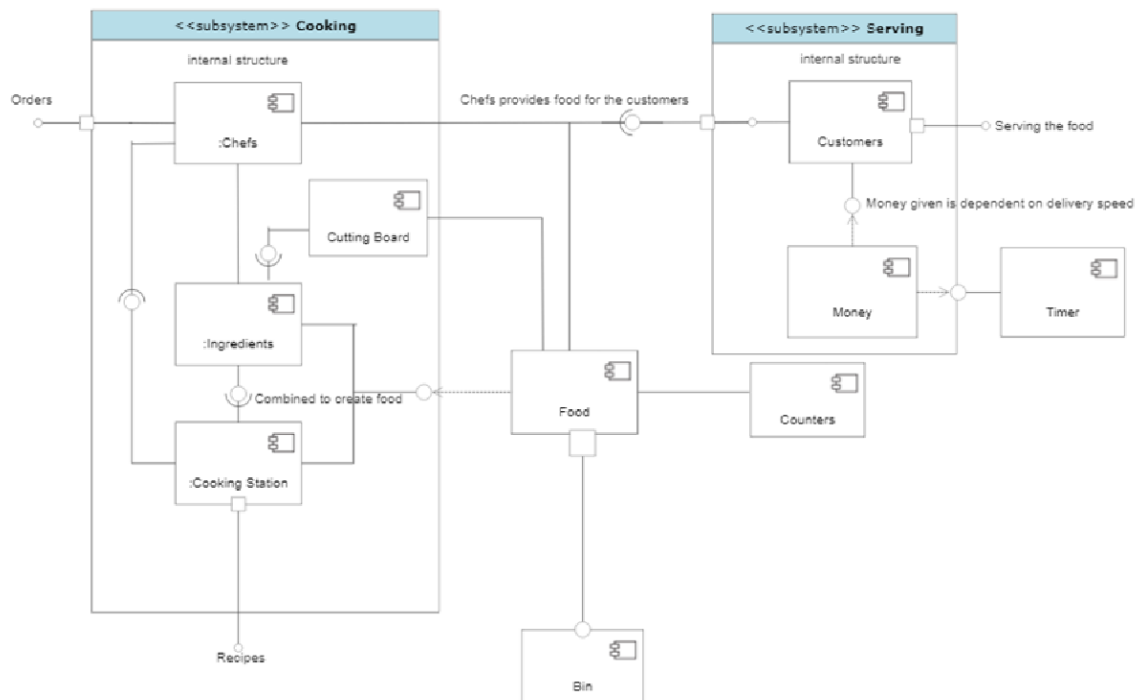 <<subsystem>> Cooking
internal structure
Orders
:Chefs
Cutting Board
:Ingredients
Combined to create food
:Cooking Station
Recipes
Chefs provides food for the customers
Food
Counters
Bin
<<subsystem>> Serving
internal structure
Customers
Serving the food
Money given is dependent on delivery speed
Money
Timer